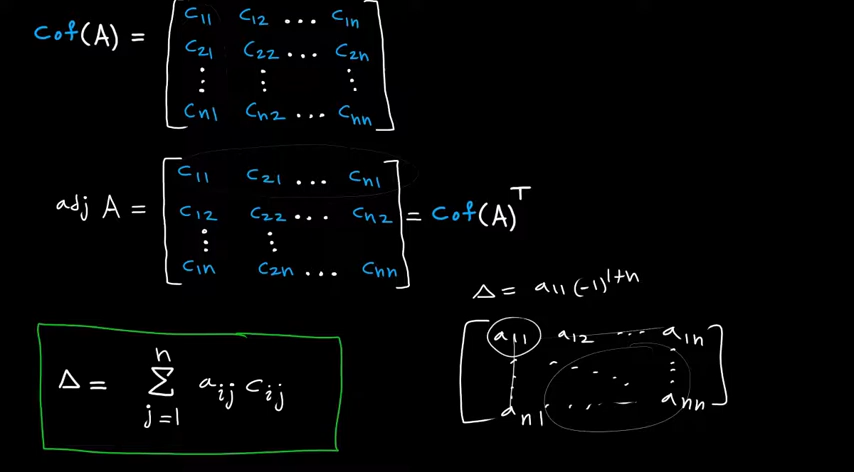 Cof(A) = [ C11 C12 ... C1n
C21 C22 ... C2n
⋮ ⋮ ⋮
Cn1 Cn2 ... Cnn ]
adj A = [ C11 C21 ... Cn1
C12 C22 ... Cn2
⋮ ⋮
C1n C2n ... Cnn ] = Cof(A)^T
Δ = a11 (-1)^1+n
[ a11 a12 ... a1n
⋮ ⋱ ⋮
an1 ... ann ]
Δ = n∑j=1 aij cij